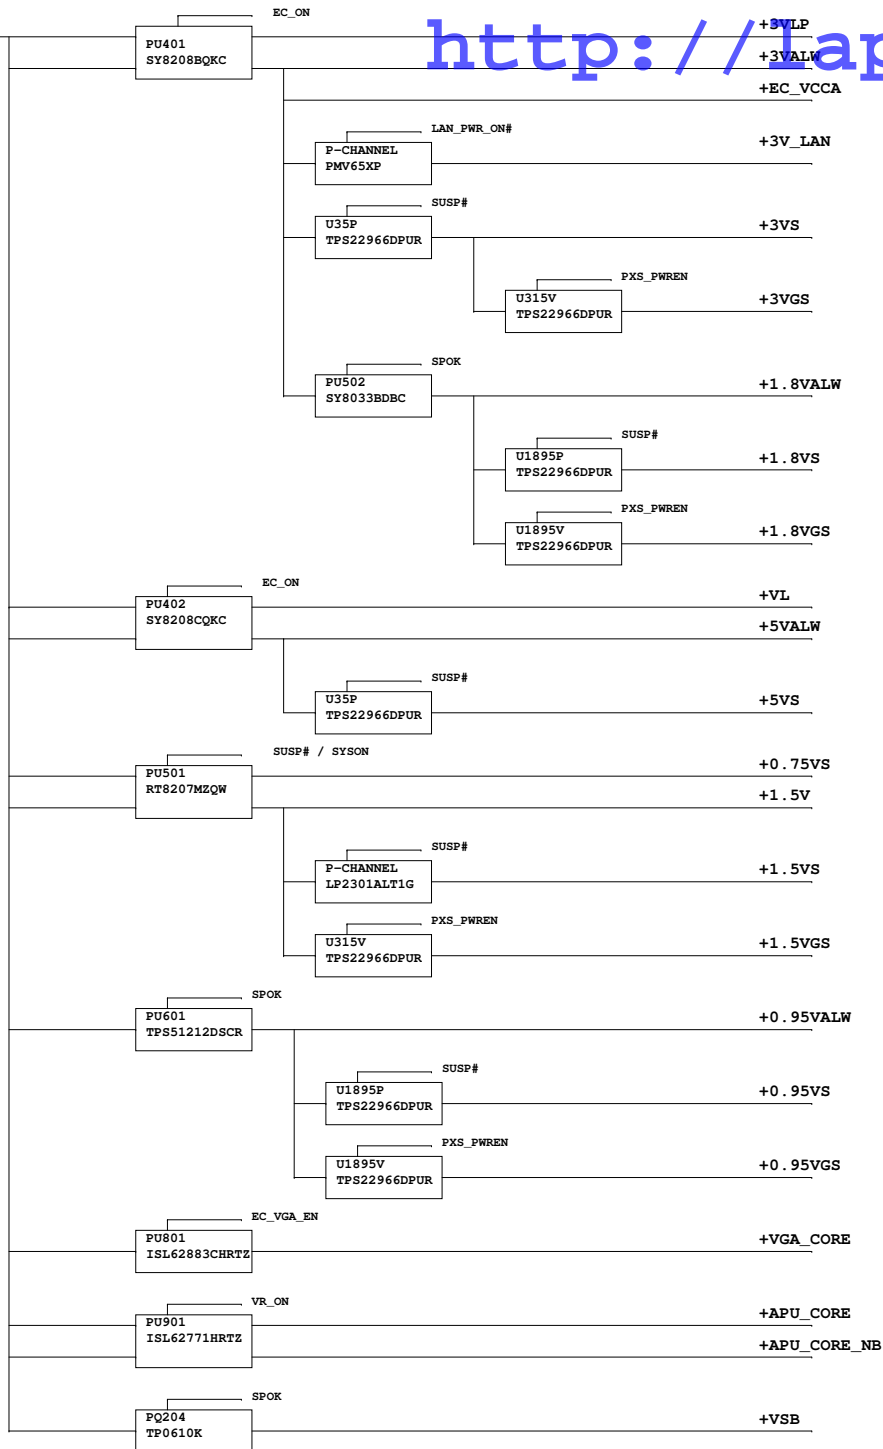 EC_ON
PU401
SY8208BQKC
+3VLP
http://lap
+3VALW
+EC_VCCA
LAN_PWR_ON#
P-CHANNEL
PMV65XP
+3V_LAN
SUSP#
U35P
TPS22966DPUR
+3VS
PXS_PWREN
U315V
TPS22966DPUR
+3VGS
SPOK
PU502
SY8033BDBC
+1.8VALW
SUSP#
U1895P
TPS22966DPUR
+1.8VS
PXS_PWREN
U1895V
TPS22966DPUR
+1.8VGS
EC_ON
PU402
SY8208CQKC
+VL
+5VALW
SUSP#
U35P
TPS22966DPUR
+5VS
SUSP# / SYSON
PU501
RT8207MZQW
+0.75VS
+1.5V
SUSP#
P-CHANNEL
LP2301ALT1G
+1.5VS
PXS_PWREN
U315V
TPS22966DPUR
+1.5VGS
SPOK
PU601
TPS51212DSCR
+0.95VALW
SUSP#
U1895P
TPS22966DPUR
+0.95VS
PXS_PWREN
U1895V
TPS22966DPUR
+0.95VGS
EC_VGA_EN
PU801
ISL62883CHRTZ
+VGA_CORE
VR_ON
PU901
ISL62771HRTZ
+APU_CORE
+APU_CORE_NB
SPOK
PQ204
TP0610K
+VSB